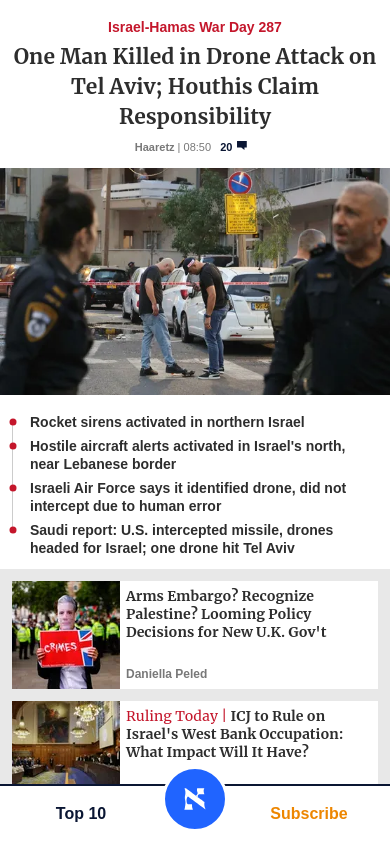 Israel-Hamas War Day 287
One Man Killed in Drone Attack on
Tel Aviv; Houthis Claim
Responsibility
Haaretz | 08:50 20
Rocket sirens activated in northern Israel
Hostile aircraft alerts activated in Israel's north,
near Lebanese border
Israeli Air Force says it identified drone, did not
intercept due to human error
Saudi report: U.S. intercepted missile, drones
headed for Israel; one drone hit Tel Aviv
CRIMES
Arms Embargo? Recognize
Palestine? Looming Policy
Decisions for New U.K. Gov't
Daniella Peled
Ruling Today | ICJ to Rule on
Israel's West Bank Occupation:
What Impact Will It Have?
Top 10
Subscribe